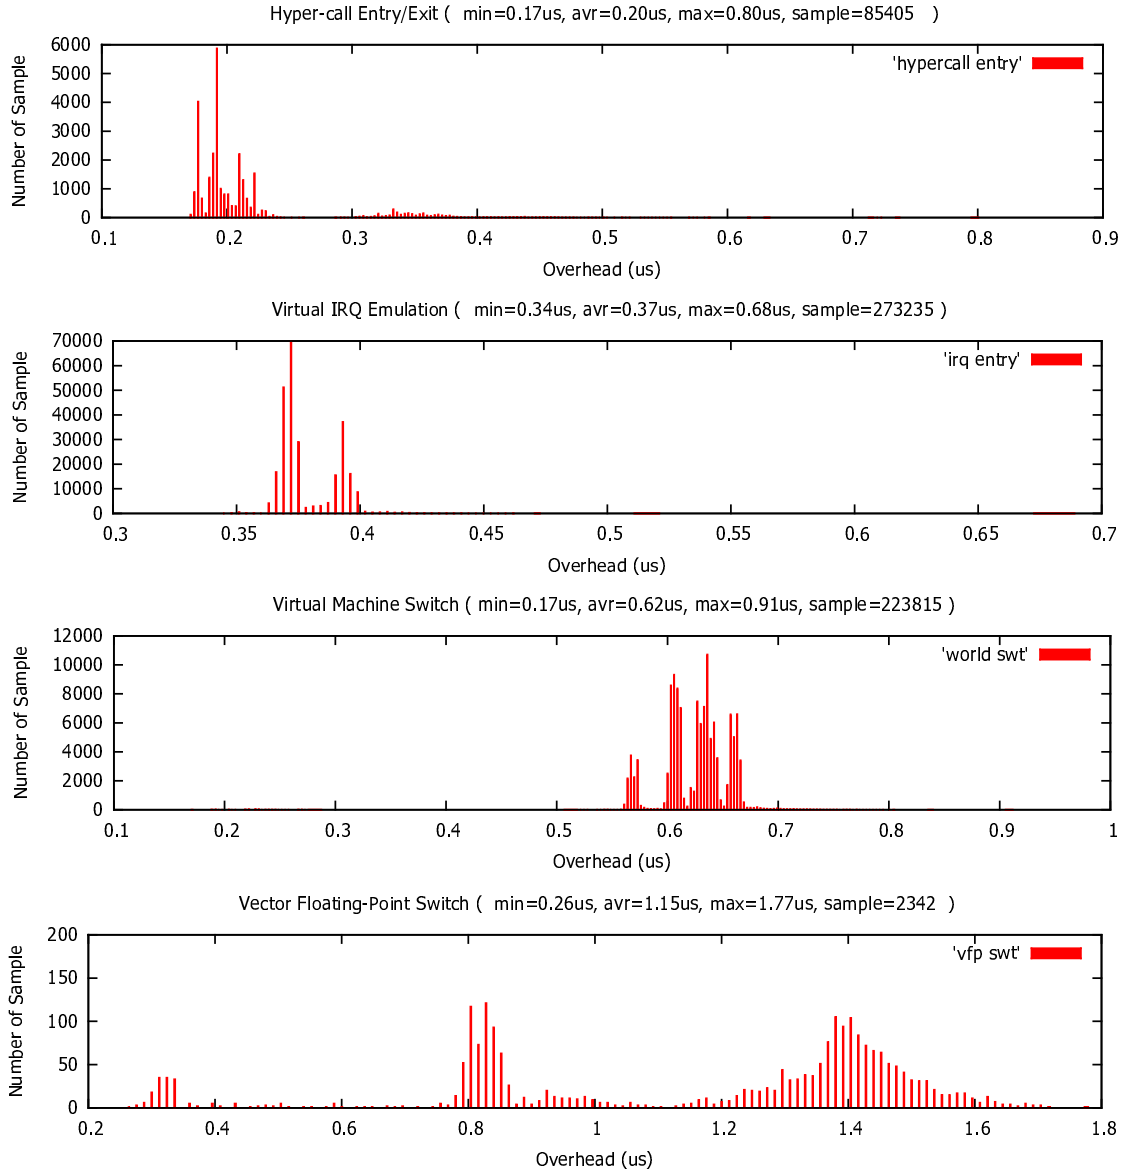 Hyper-call Entry/Exit ( min=0.17us, avr=0.20us, max=0.80us, sample=85405 )
Number of Sample
6000
5000
4000
3000
2000
1000
0
'hypercall entry'
0.1 0.2 0.3 0.4 0.5 0.6 0.7 0.8 0.9
Overhead (us)
Virtual IRQ Emulation ( min=0.34us, avr=0.37us, max=0.68us, sample=273235 )
Number of Sample
70000
60000
50000
40000
30000
20000
10000
0
'irq entry'
0.3 0.35 0.4 0.45 0.5 0.55 0.6 0.65 0.7
Overhead (us)
Virtual Machine Switch ( min=0.17us, avr=0.62us, max=0.91us, sample=223815 )
Number of Sample
12000
10000
8000
6000
4000
2000
0
'world swt'
0.1 0.2 0.3 0.4 0.5 0.6 0.7 0.8 0.9 1
Overhead (us)
Vector Floating-Point Switch ( min=0.26us, avr=1.15us, max=1.77us, sample=2342 )
Number of Sample
200
150
100
50
0
'vfp swt'
0.2 0.4 0.6 0.8 1 1.2 1.4 1.6 1.8
Overhead (us)